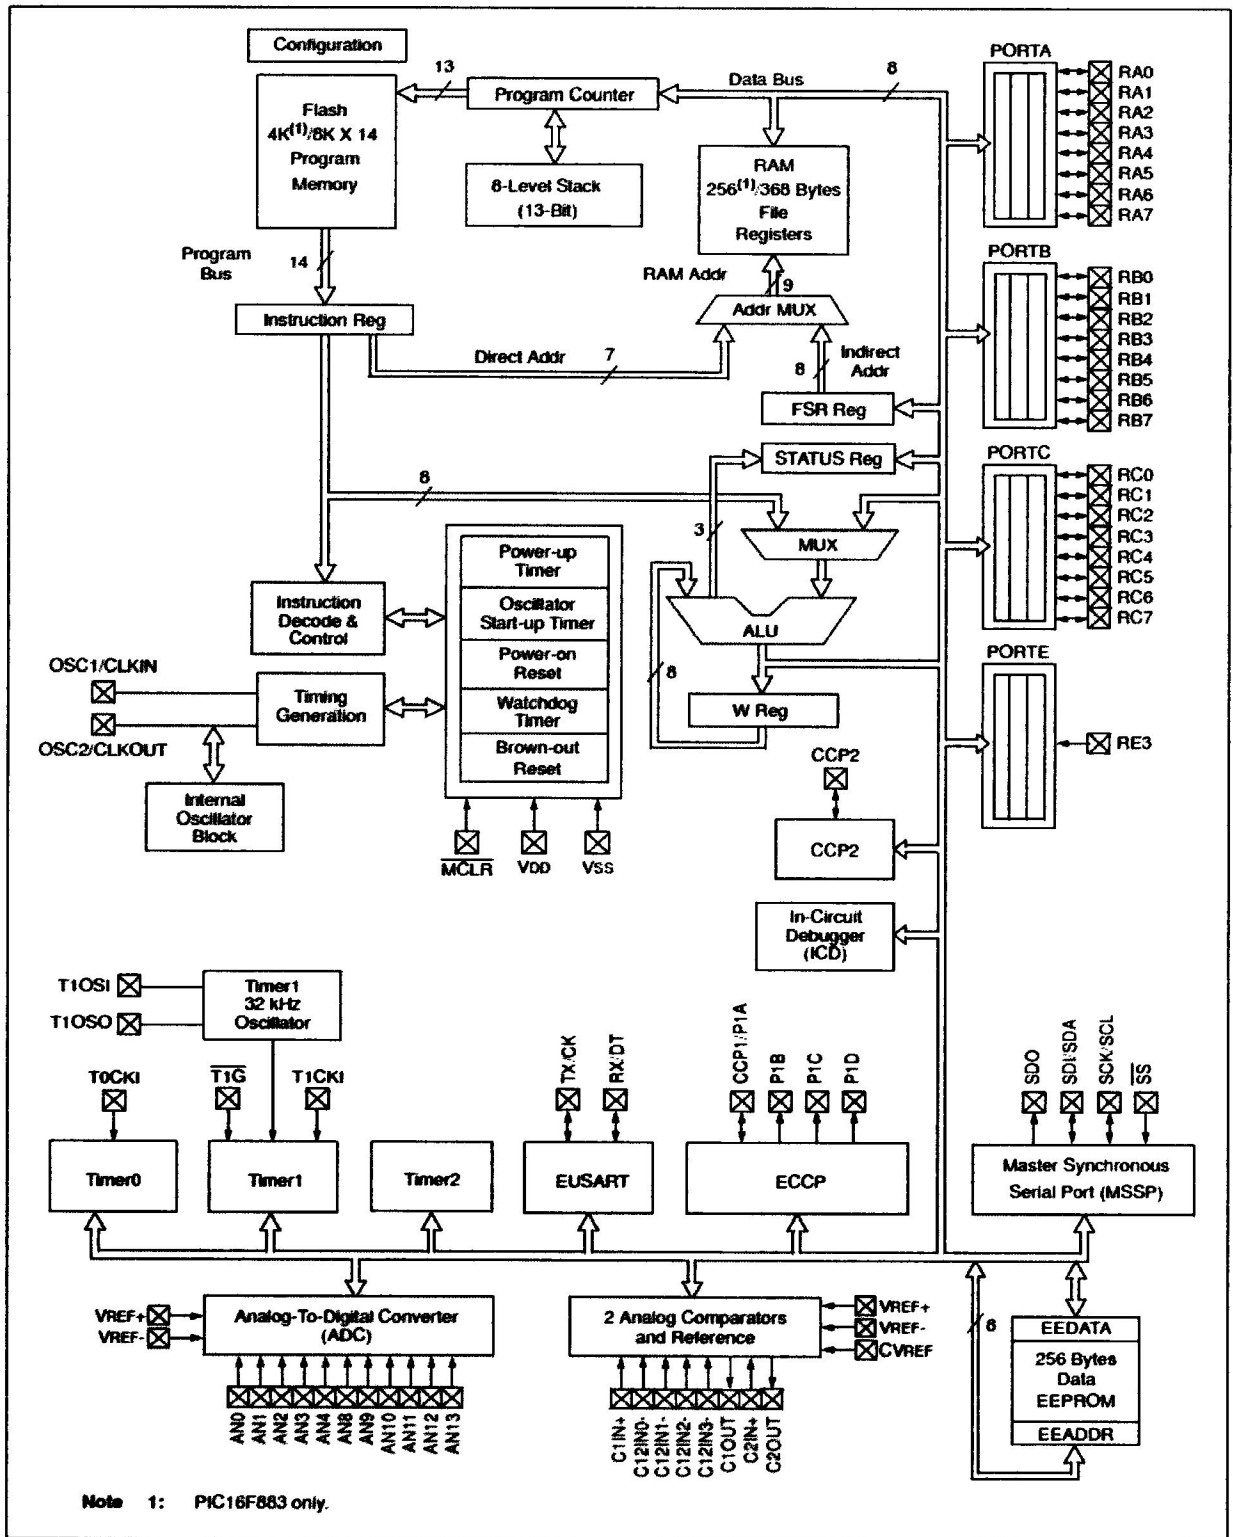 Configuration
Flash
4K(1)/8K X 14
Program
Memory
13
Program Counter
Data Bus
8
8-Level Stack
(13-Bit)
RAM
256(1)/368 Bytes
File
Registers
Program
Bus
14
RAM Addr
9
Addr MUX
Instruction Reg
Direct Addr
7
8
Indirect
Addr
FSR Reg
STATUS Reg
8
3
MUX
ALU
8
W Reg
Power-up
Timer
Oscillator
Start-up Timer
Power-on
Reset
Watchdog
Timer
Brown-out
Reset
Instruction
Decode &
Control
OSC1/CLKIN
OSC2/CLKOUT
Timing
Generation
Internal
Oscillator
Block
MCLR
VDD
VSS
CCP2
CCP2
In-Circuit
Debugger
(ICD)
PORTA
RA0
RA1
RA2
RA3
RA4
RA5
RA6
RA7
PORTB
RB0
RB1
RB2
RB3
RB4
RB5
RB6
RB7
PORTC
RC0
RC1
RC2
RC3
RC4
RC5
RC6
RC7
PORTE
RE3
T1OSI
T1OSO
Timer1
32 kHz
Oscillator
T0CKI
T1G
T1CKI
TX/CK
RX/DT
CCP1/P1A
P1B
P1C
P1D
SDO
SDI/SDA
SCK/SCL
SS
Timer0
Timer1
Timer2
EUSART
ECCP
Master Synchronous
Serial Port (MSSP)
VREF+
VREF-
Analog-To-Digital Converter
(ADC)
AN0
AN1
AN2
AN3
AN4
AN8
AN9
AN10
AN11
AN12
AN13
2 Analog Comparators
and Reference
VREF+
VREF-
CVREF
C1IN+
C12IN0-
C12IN1-
C12IN2-
C12IN3-
C1OUT
C2IN+
C2OUT
8
EEDATA
256 Bytes
Data
EEPROM
EEADDR
Note 1: PIC16F883 only.